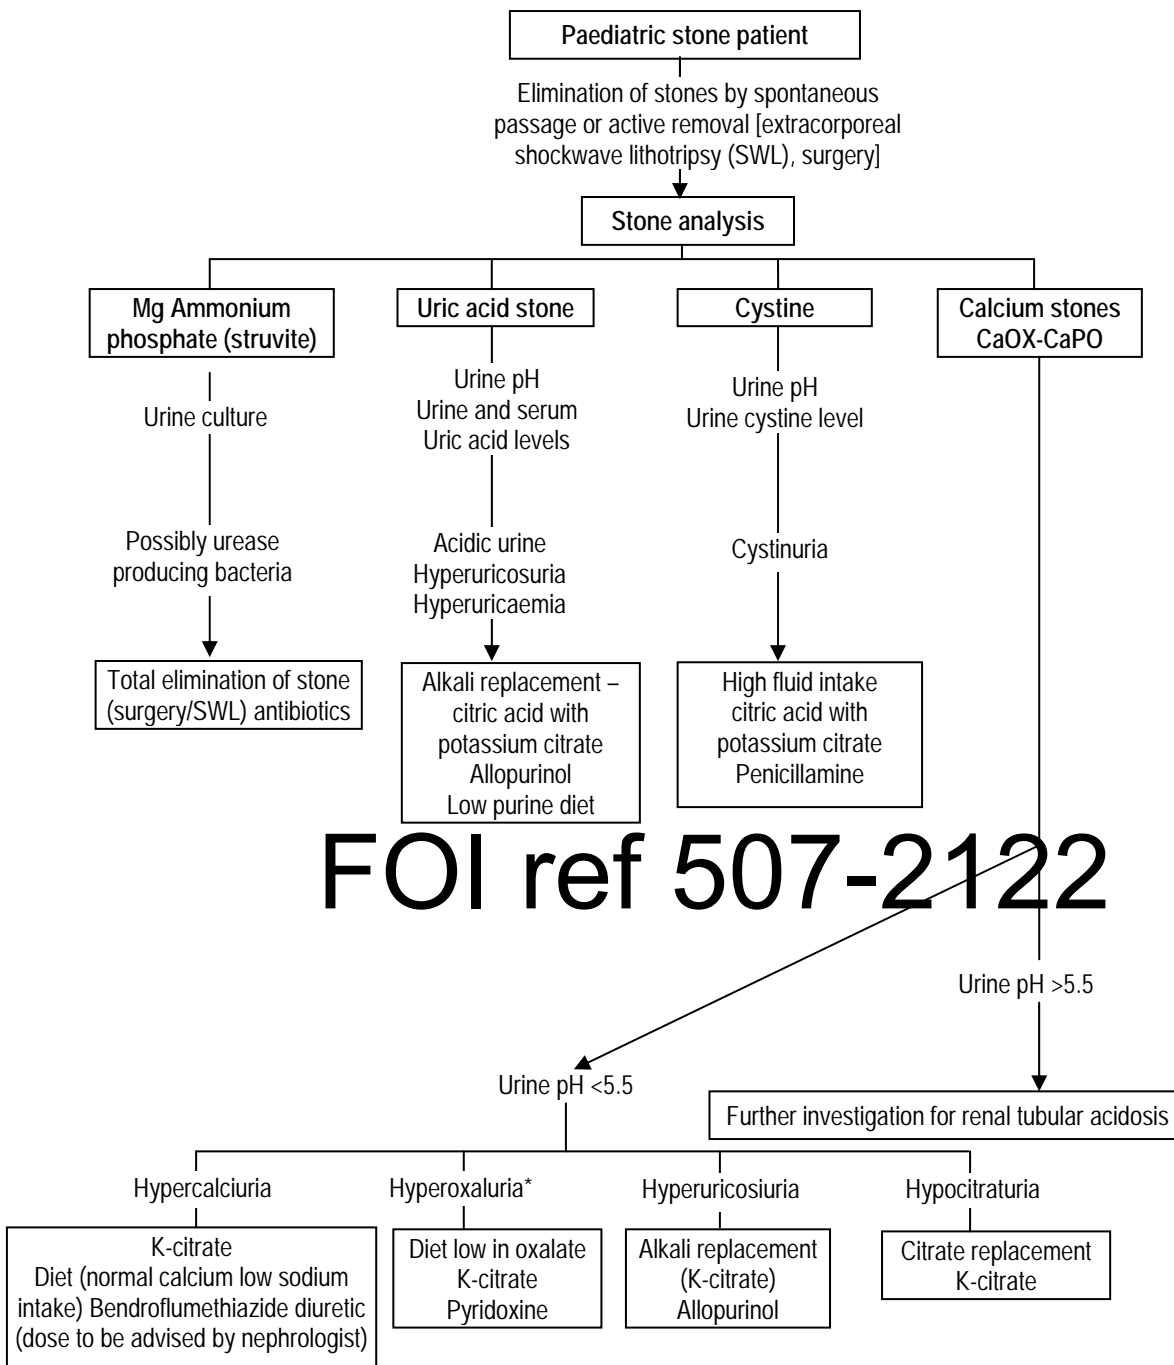 Paediatric stone patient
Elimination of stones by spontaneous
passage or active removal [extracorporeal
shockwave lithotripsy (SWL), surgery]
Stone analysis
Mg Ammonium
phosphate (struvite)
Urine culture
Possibly urease
producing bacteria
Total elimination of stone
(surgery/SWL) antibiotics
Uric acid stone
Urine pH
Urine and serum
Uric acid levels
Acidic urine
Hyperuricosuria
Hyperuricaemia
Alkali replacement –
citric acid with
potassium citrate
Allopurinol
Low purine diet
Cystine
Urine pH
Urine cystine level
Cystinuria
High fluid intake
citric acid with
potassium citrate
Penicillamine
Calcium stones
CaOX-CaPO
FOI ref 507-2122
Urine pH >5.5
Further investigation for renal tubular acidosis
Urine pH <5.5
Hypercalciuria
K-citrate
Diet (normal calcium low sodium
intake) Bendroflumethiazide diuretic
(dose to be advised by nephrologist)
Hyperoxaluria*
Diet low in oxalate
K-citrate
Pyridoxine
Hyperuricosiuria
Alkali replacement
(K-citrate)
Allopurinol
Hypocitraturia
Citrate replacement
K-citrate